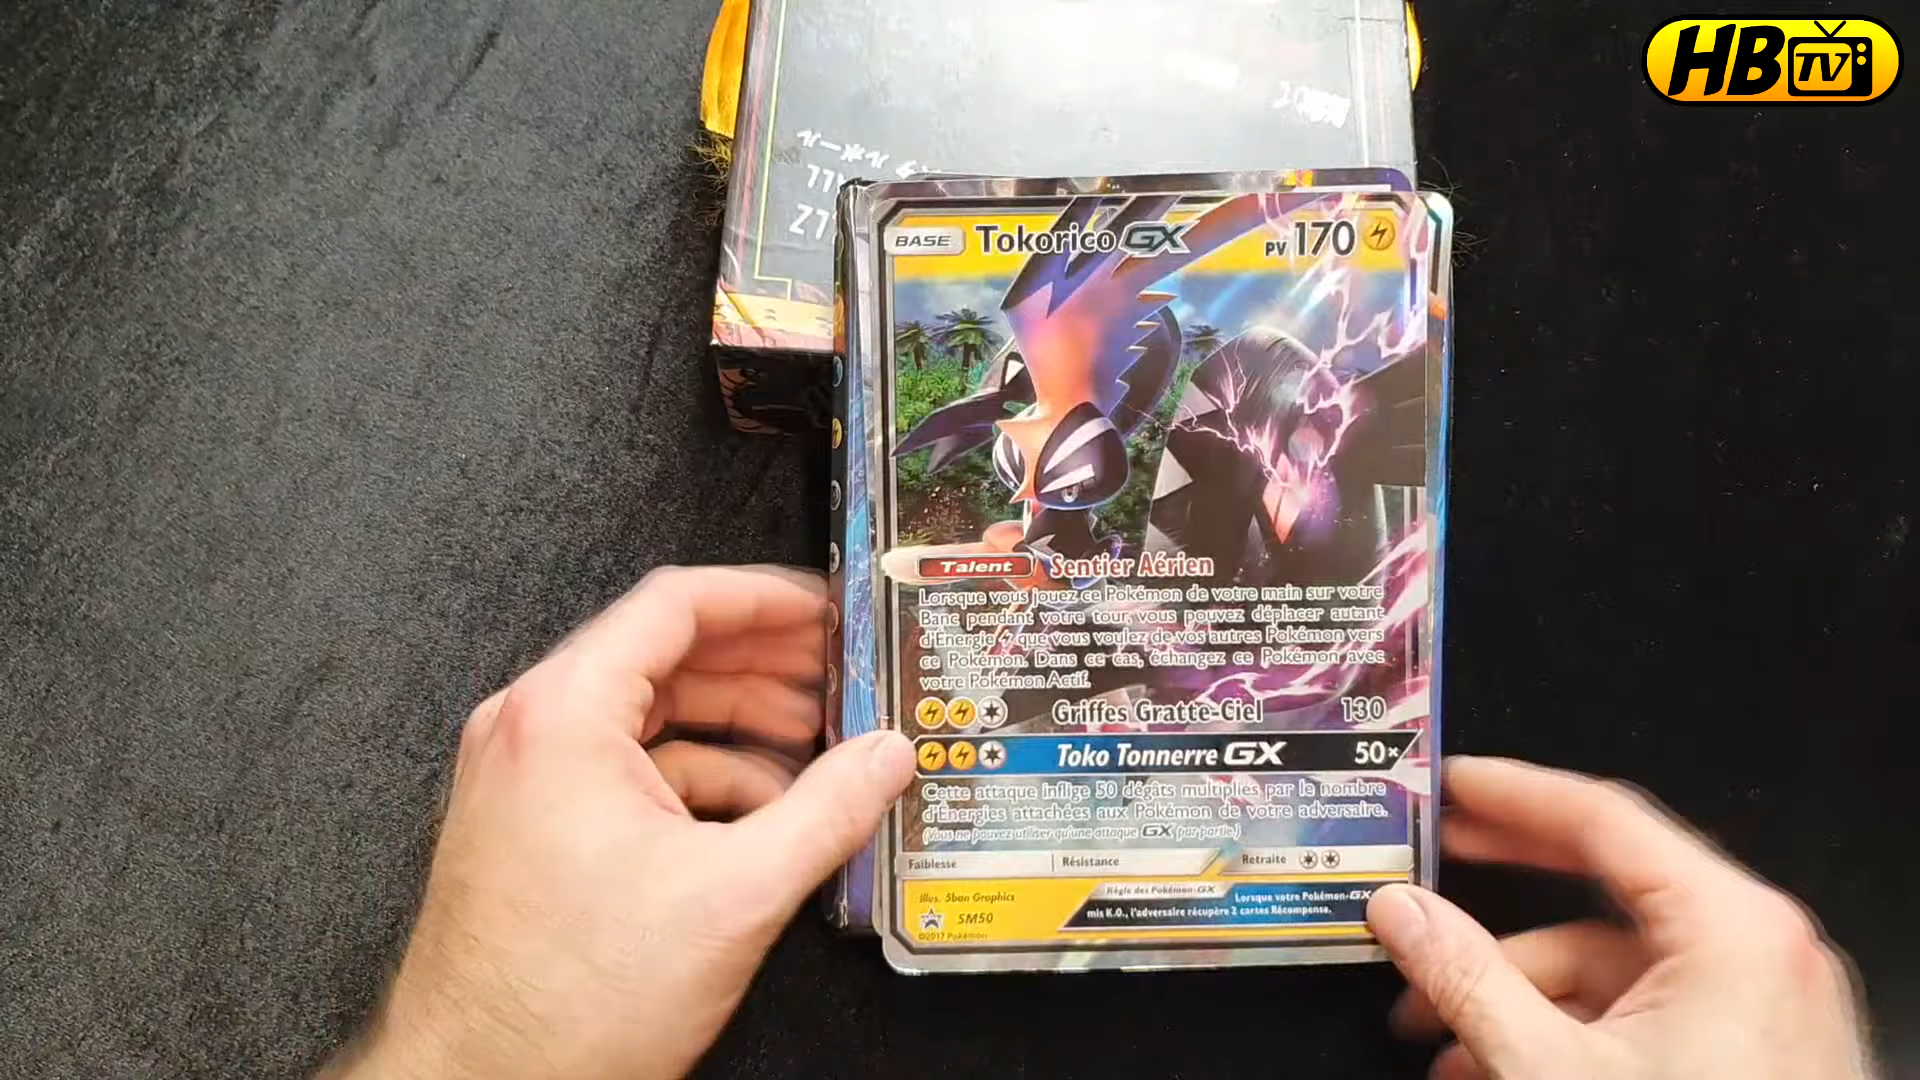 HB TV
BASE Tokorico GX PV 170
Talent Sentier Aérien
Lorsque vous jouez ce Pokémon de votre main sur votre
Banc pendant votre tour, vous pouvez déplacer autant
d'Énergie que vous voulez de vos autres Pokémon vers
ce Pokémon. Dans ce cas, échangez ce Pokémon avec
votre Pokémon Actif.
Griffes Gratte-Ciel 130
Toko Tonnerre GX 50×
Cette attaque inflige 50 dégâts multipliés par le nombre
d'Énergies attachées aux Pokémon de votre adversaire.
(Vous ne pouvez utiliser qu'une attaque GX par partie.)
Faiblesse Résistance Retraite
Illus. 5ban Graphics
Règle des Pokémon-GX Lorsque votre Pokémon-GX
mis K.O., l'adversaire récupère 2 cartes Récompense.
SM50
©2017 Pokémon